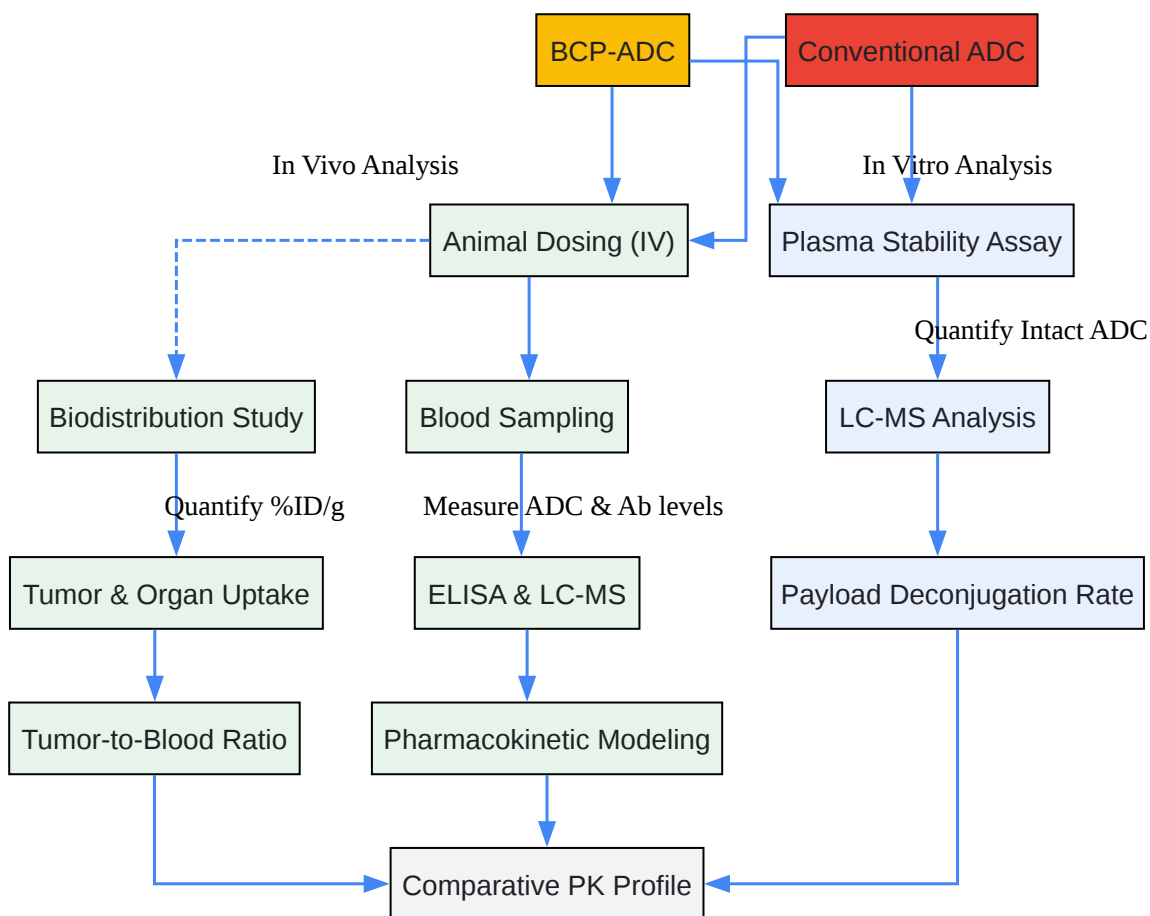 BCP-ADC
Conventional ADC
In Vivo Analysis
In Vitro Analysis
Animal Dosing (IV)
Plasma Stability Assay
Quantify Intact ADC
Biodistribution Study
Blood Sampling
LC-MS Analysis
Quantify %ID/g
Measure ADC & Ab levels
Tumor & Organ Uptake
ELISA & LC-MS
Payload Deconjugation Rate
Tumor-to-Blood Ratio
Pharmacokinetic Modeling
Comparative PK Profile